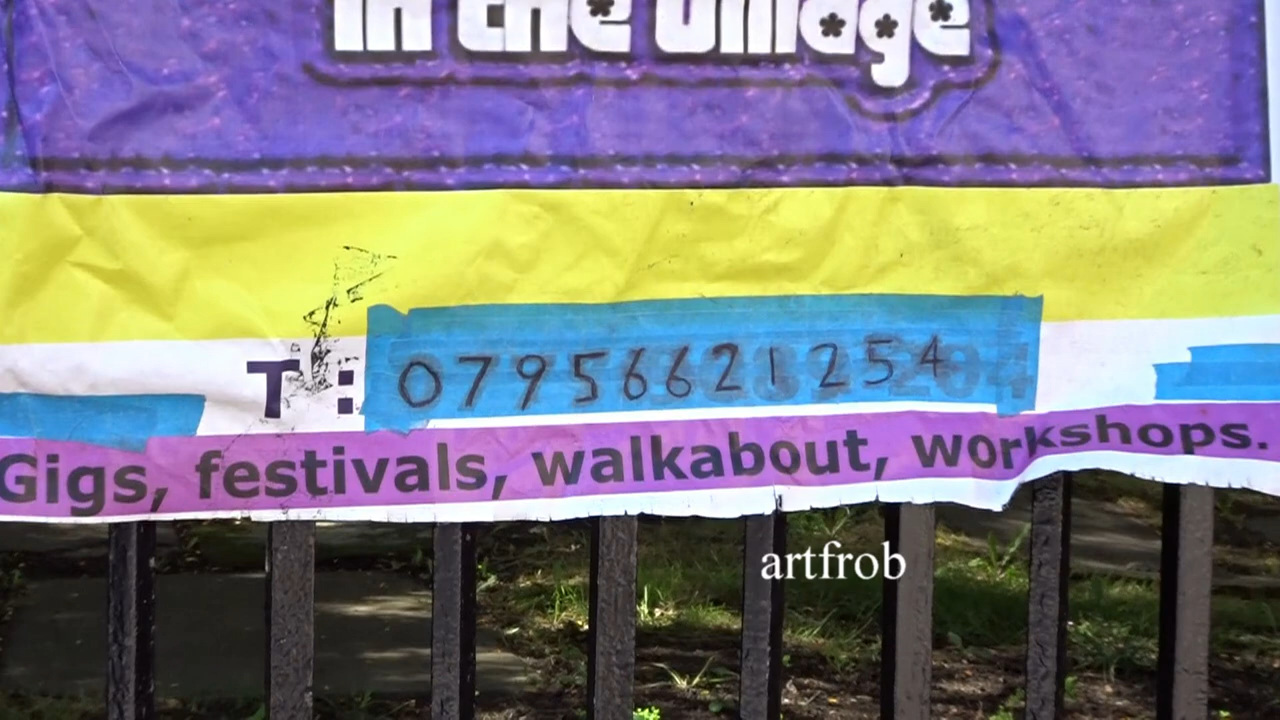 in the village
T: 07956621254
Gigs, festivals, walkabout, workshops.
artfrob